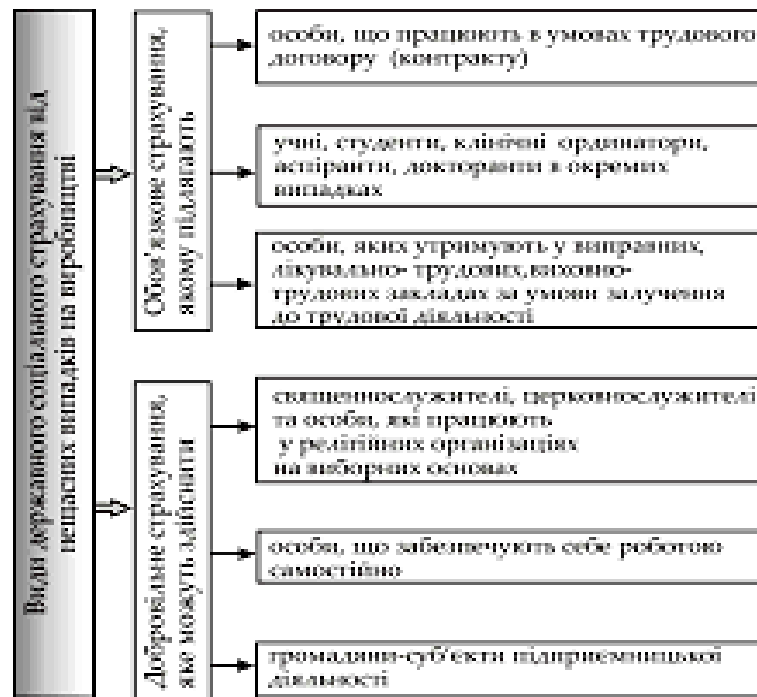 Види державного соціального страхування від
нещасних випадків на виробництві
Обов'язкове страхування,
якому підлягають
особи, що працюють в умовах трудового
договору (контракту)
учні, студенти, клінічні ординатори,
аспіранти, докторанти в окремих
випадках
особи, яких утримують у виправних,
лікувально- трудових,виховно-
трудових закладах за умови залучення
до трудової діяльності
Добровільне страхування,
яке можуть здійснити
священнослужителі, церковнослужителі
та особи, які працюють
у релігійних організаціях
на виборних основах
особи, що забезпечують себе роботою
самостійно
громадяни-суб'єкти підприємницької
діяльності